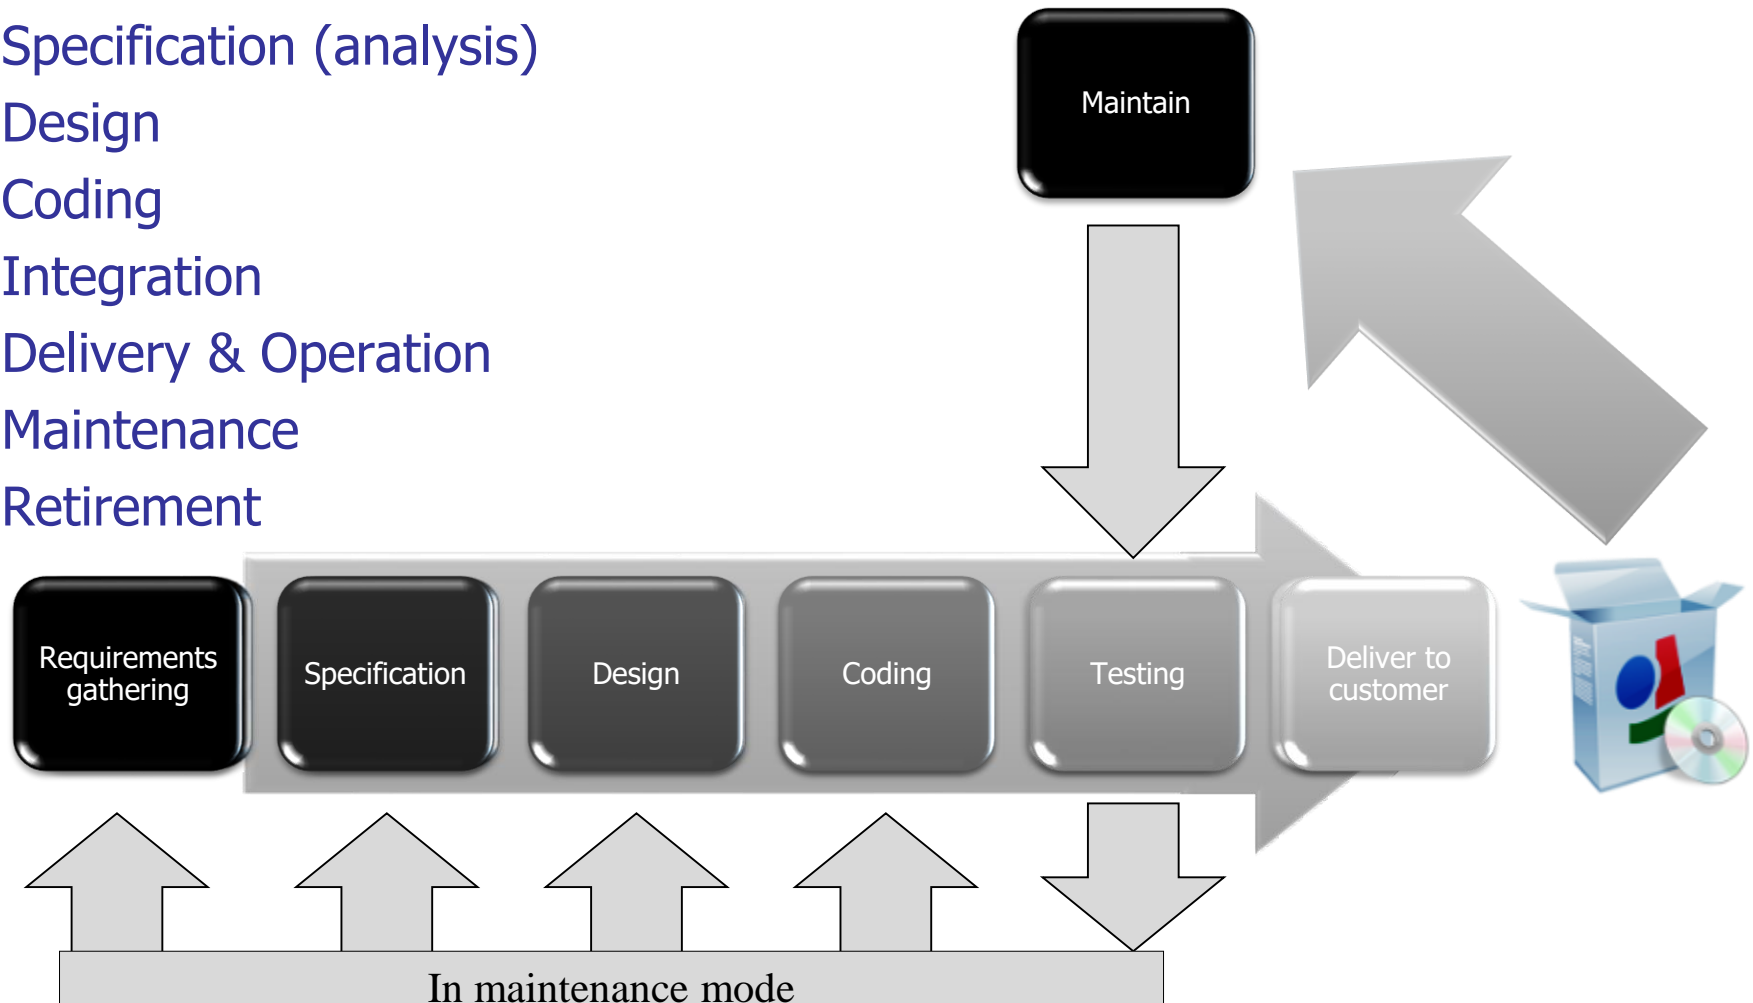 Specification (analysis)
Design
Coding
Integration
Delivery & Operation
Maintenance
Retirement
Maintain
Requirements
gathering
Specification
Design
Coding
Testing
Deliver to
customer
In maintenance mode